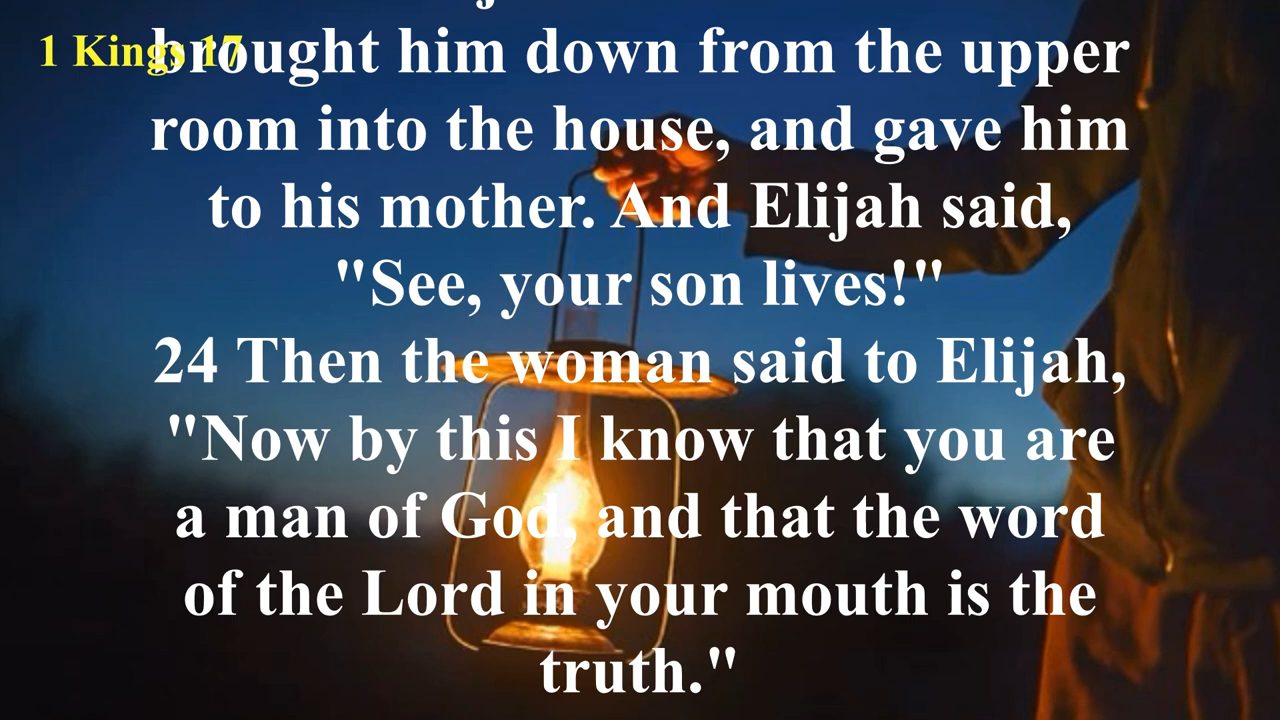 1 Kings 17
brought him down from the upper
room into the house, and gave him
to his mother. And Elijah said,
"See, your son lives!"
24 Then the woman said to Elijah,
"Now by this I know that you are
a man of God, and that the word
of the Lord in your mouth is the
truth."